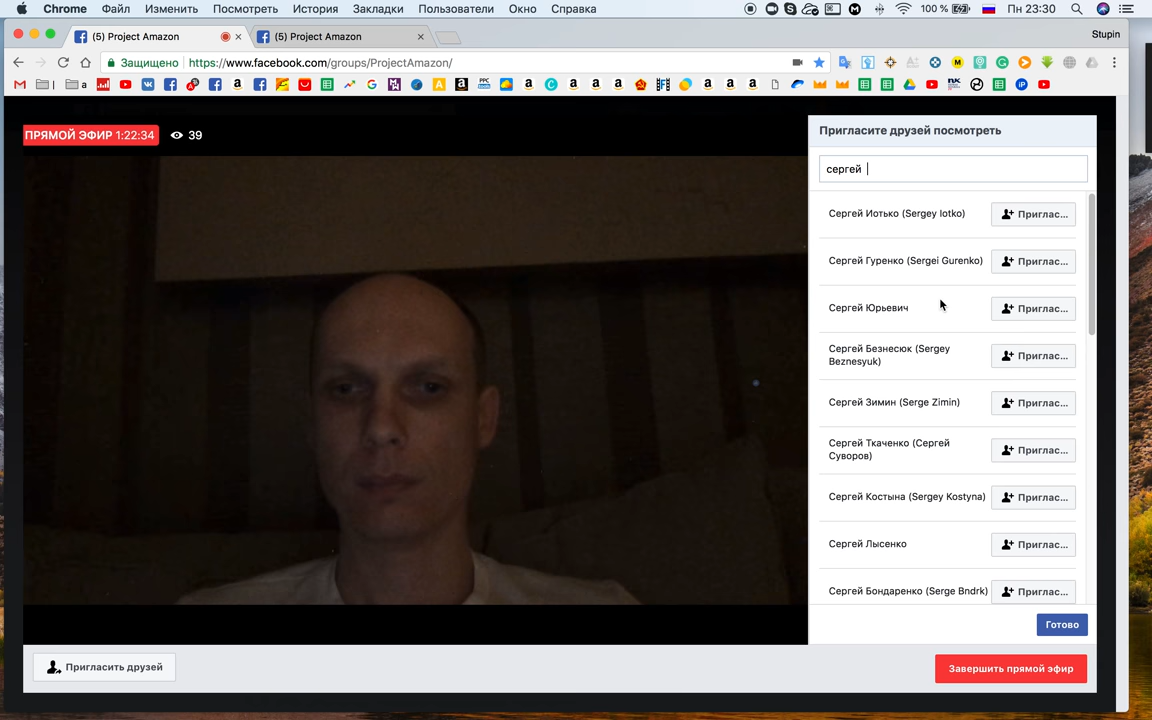 Chrome Файл Изменить Посмотреть История Закладки Пользователи Окно Справка 100 % Пн 23:30
(5) Project Amazon (5) Project Amazon Stupin
Защищено https://www.facebook.com/groups/ProjectAmazon/
ПРЯМОЙ ЭФИР 1:22:34 39
Пригласите друзей посмотреть
сергей
Сергей Иотько (Sergey Iotko) Приглас...
Сергей Гуренко (Sergei Gurenko) Приглас...
Сергей Юрьевич Приглас...
Сергей Безнесюк (Sergey
Beznesyuk) Приглас...
Сергей Зимин (Serge Zimin) Приглас...
Сергей Ткаченко (Сергей
Суворов) Приглас...
Сергей Костына (Sergey Kostyna) Приглас...
Сергей Лысенко Приглас...
Сергей Бондаренко (Serge Bndrk) Приглас...
Готово
Пригласить друзей
Завершить прямой эфир